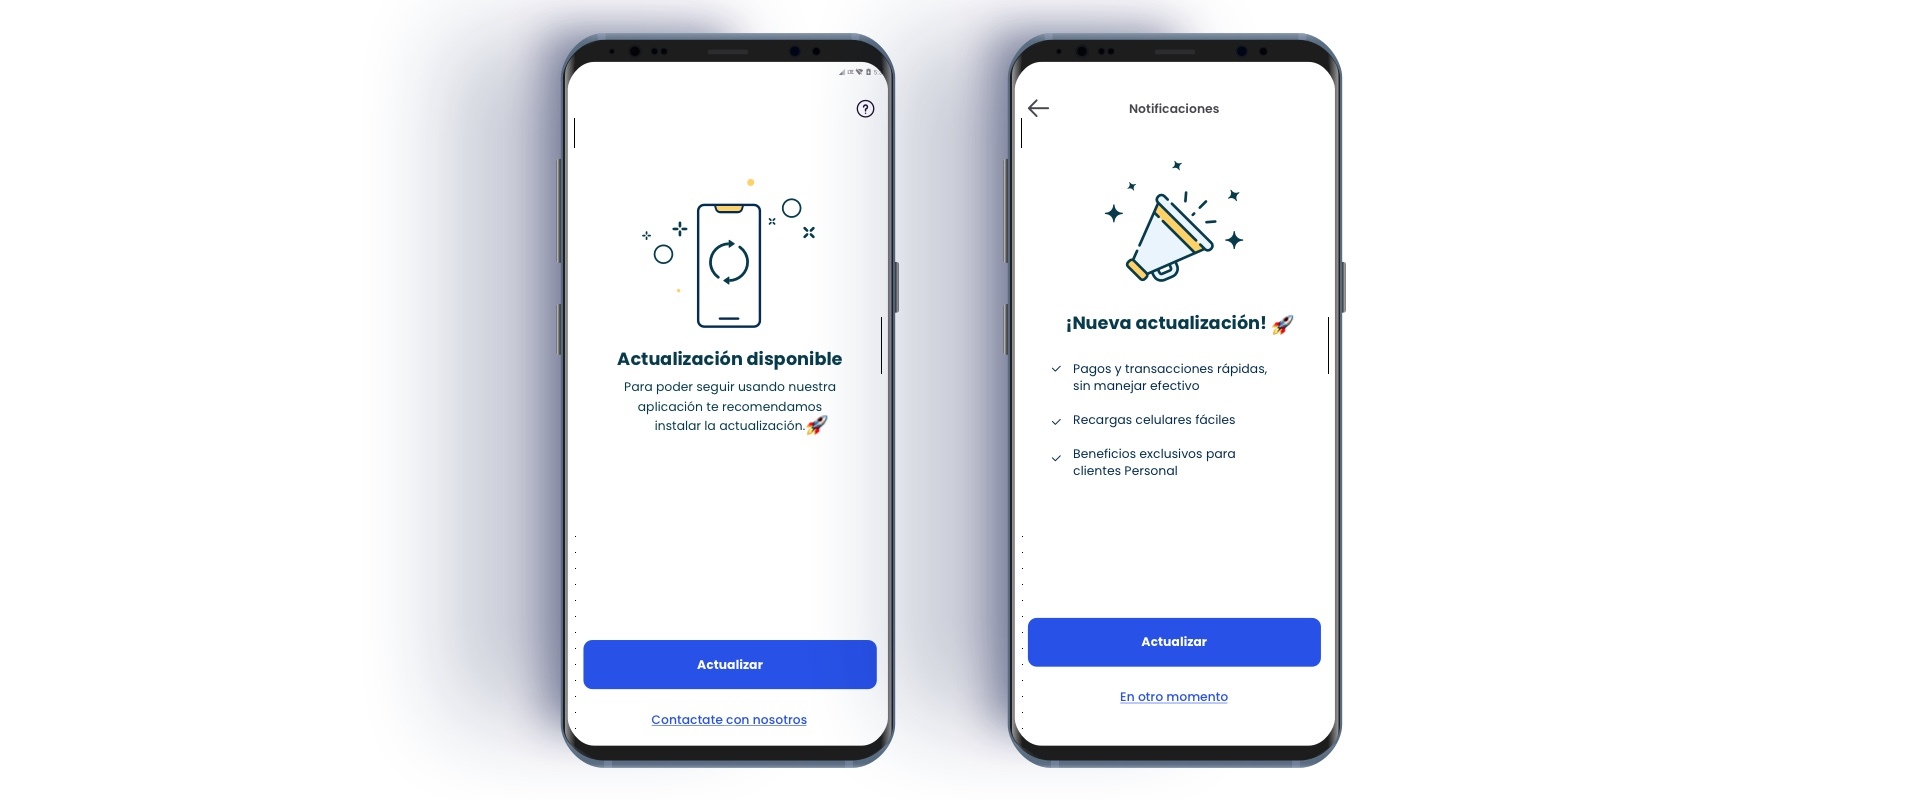 Actualización disponible
Para poder seguir usando nuestra
aplicación te recomendamos
instalar la actualización.🚀
Actualizar
Contactate con nosotros
Notificaciones
¡Nueva actualización! 🚀
Pagos y transacciones rápidas,
sin manejar efectivo
Recargas celulares fáciles
Beneficios exclusivos para
clientes Personal
Actualizar
En otro momento